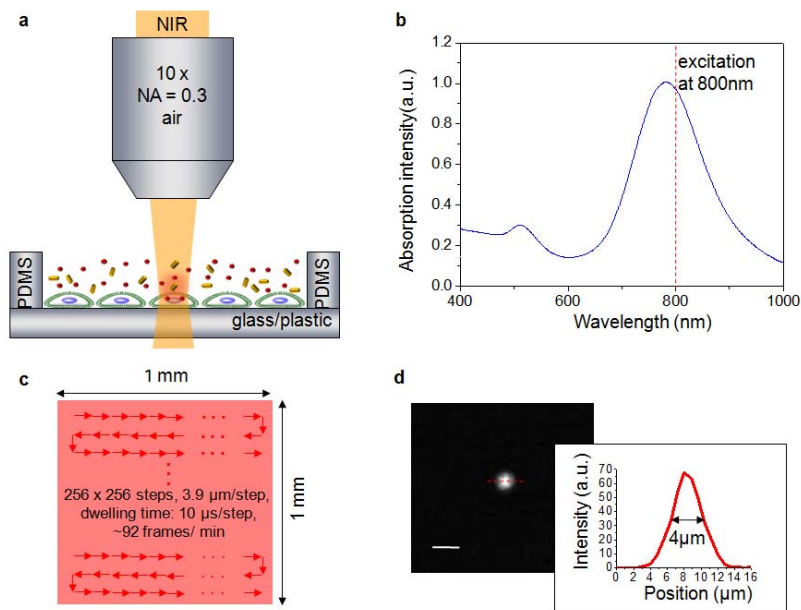 a
NIR
10 x
NA = 0.3
air
PDMS
PDMS
glass/plastic
b
Absorption intensity(a.u.)
1.2
1.0
0.8
0.6
0.4
0.2
0.0
400
600
800
1000
Wavelength (nm)
excitation
at 800nm
c
1 mm
1 mm
256 x 256 steps, 3.9 µm/step,
dwelling time: 10 µs/step,
~92 frames/ min
d
Intensity (a.u.)
70
60
50
40
30
20
10
0
4µm
0 2 4 6 8 10 12 14 16
Position (µm)